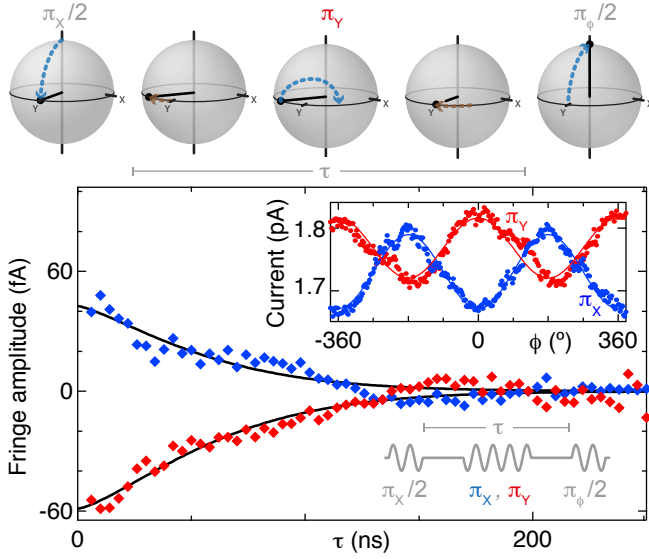 π_X/2
π_Y
π_ϕ/2
Y
X
Y
X
Y
X
Y
X
Y
X
τ
Fringe amplitude (fA)
60
0
-60
Current (pA)
1.8
1.7
π_Y
π_X
-360
0
ϕ (º)
360
τ
π_X/2
π_X , π_Y
π_ϕ/2
0
τ (ns)
200